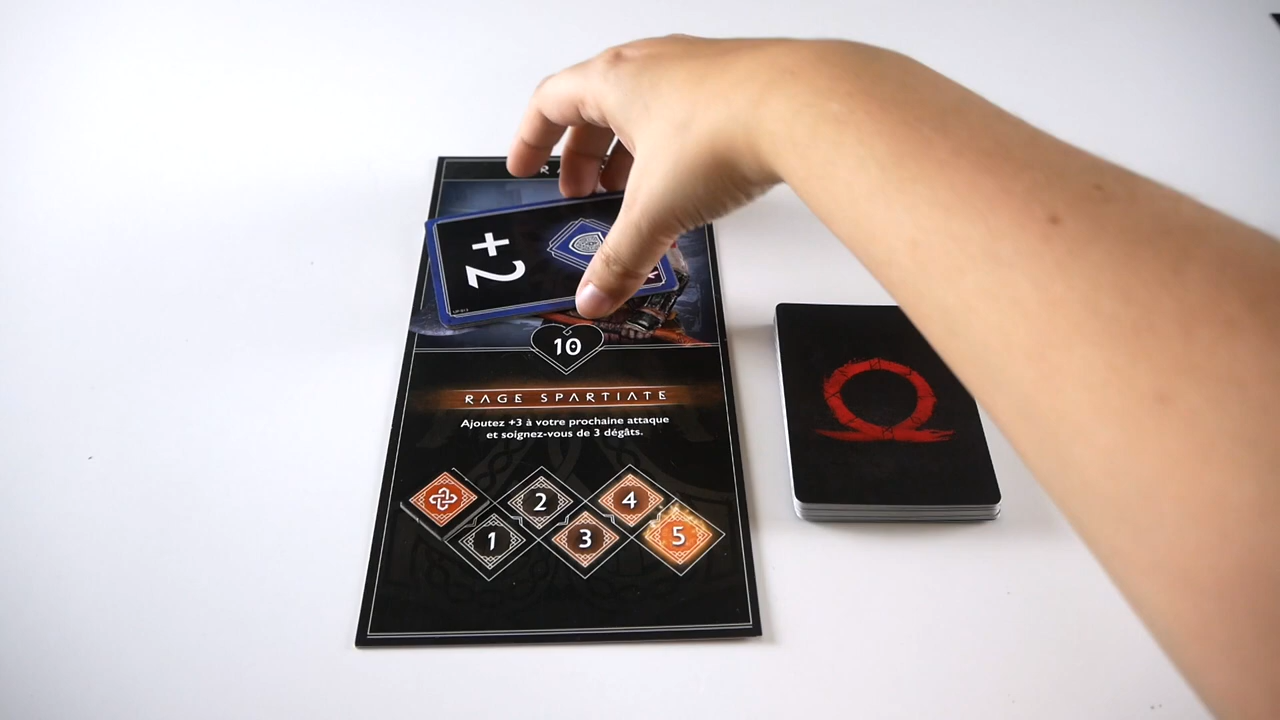 +2
10
RAGE SPARTIATE
Ajoutez +3 à votre prochaine attaque
et soignez-vous de 3 dégâts.
2
4
1
3
5